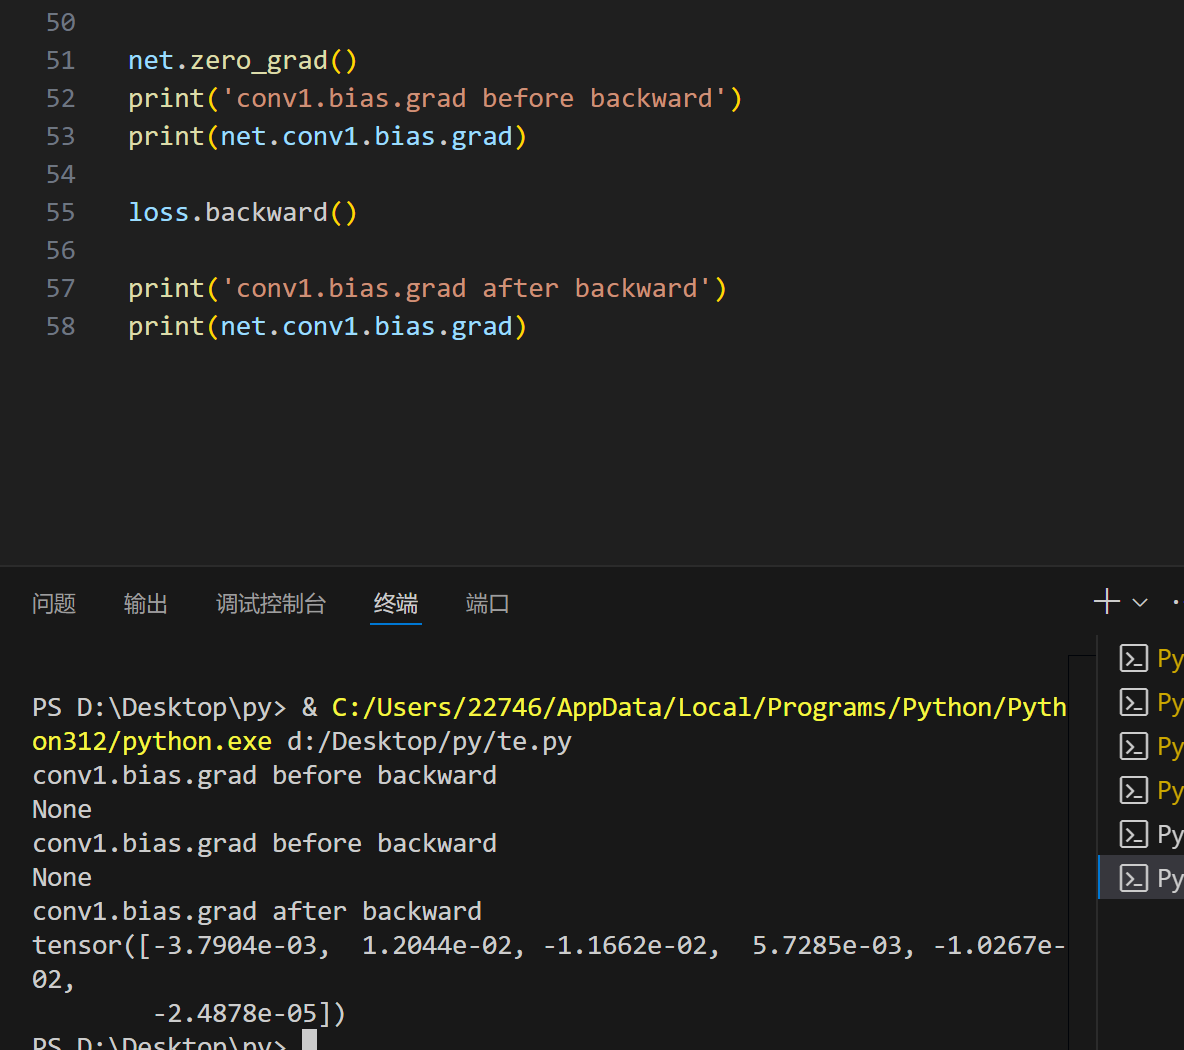 50
51 net.zero_grad()
52 print('conv1.bias.grad before backward')
53 print(net.conv1.bias.grad)
54
55 loss.backward()
56
57 print('conv1.bias.grad after backward')
58 print(net.conv1.bias.grad)
问题 输出 调试控制台 终端 端口
PS D:\Desktop\py> & C:/Users/22746/AppData/Local/Programs/Python/Pyth
on312/python.exe d:/Desktop/py/te.py
conv1.bias.grad before backward
None
conv1.bias.grad before backward
None
conv1.bias.grad after backward
tensor([-3.7904e-03,  1.2044e-02, -1.1662e-02,  5.7285e-03, -1.0267e-
02,
        -2.4878e-05])
PS D:\Desktop\py>
Py
Py
Py
Py
Py
Py